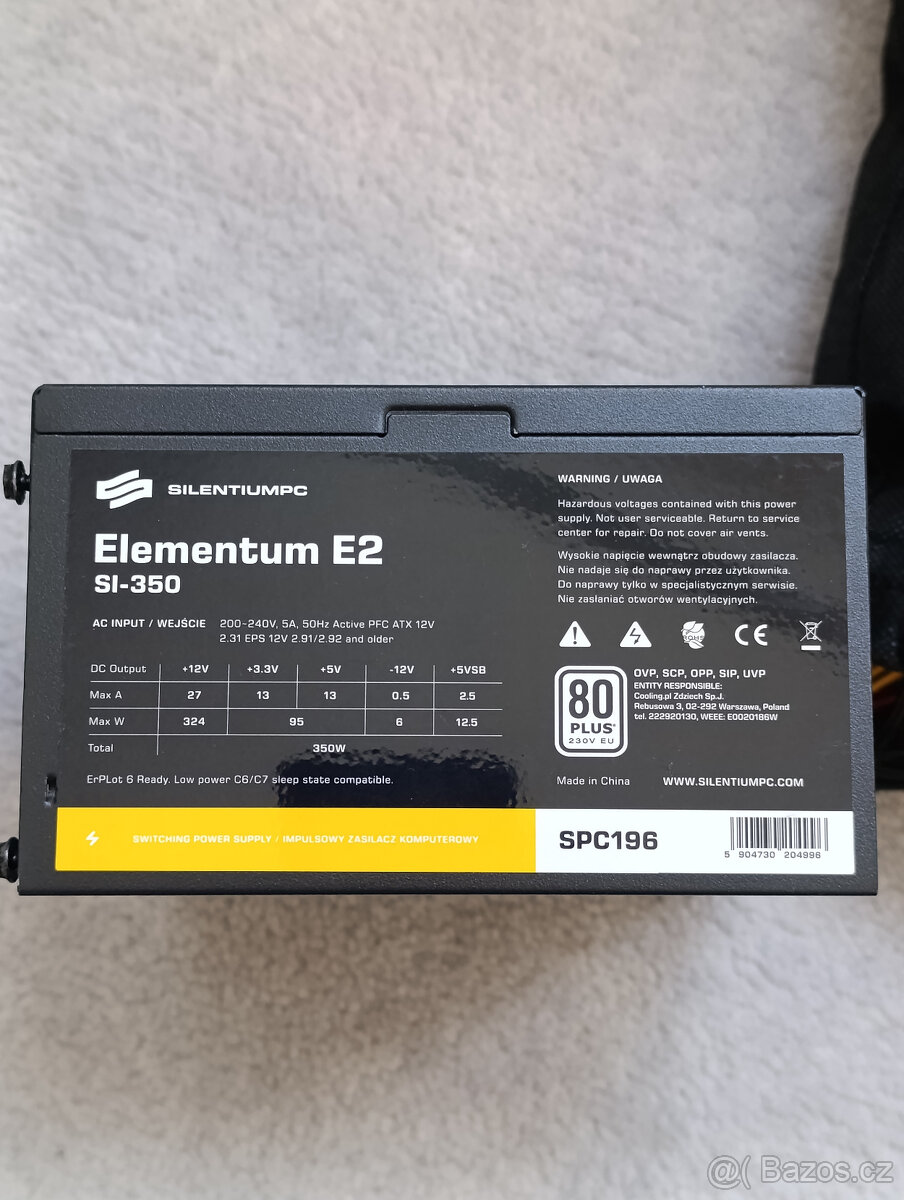 SILENTIUMPC
Elementum E2
SI-350
AC INPUT / WEJŚCIE 200~240V, 5A, 50Hz Active PFC ATX 12V
2.31 EPS 12V 2.91/2.92 and older
DC Output +12V +3.3V +5V -12V +5VSB
Max A 27 13 13 0.5 2.5
Max W 324 95 6 12.5
Total 350W
ErPLot 6 Ready. Low power C6/C7 sleep state compatible.
WARNING / UWAGA
Hazardous voltages contained with this power
supply. Not user serviceable. Return to service
center for repair. Do not cover air vents.
Wysokie napięcie wewnątrz obudowy zasilacza.
Nie nadaje się do naprawy przez użytkownika.
Do naprawy tylko w specjalistycznym serwisie.
Nie zasłaniać otworów wentylacyjnych.
RoHS
CE
80
PLUS
230V EU
OVP, SCP, OPP, SIP, UVP
ENTITY RESPONSIBLE:
Cooling.pl Zdziech Sp.J.
Rebusowa 3, 02-292 Warszawa, Poland
tel. 222920130, WEEE: E0020186W
Made in China WWW.SILENTIUMPC.COM
SWITCHING POWER SUPPLY / IMPULSOWY ZASILACZ KOMPUTEROWY
SPC196
5 904730 204996
@( Bazos.cz